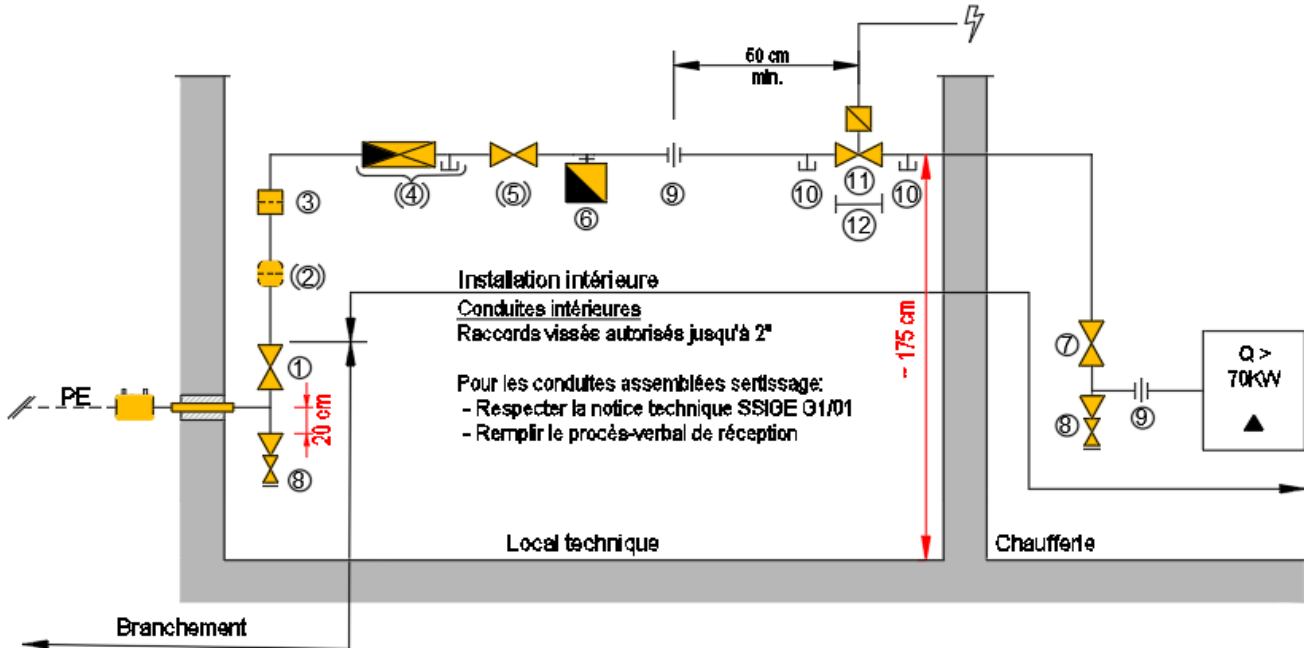 60 cm
min.
③
(④)
(⑤)
⑥
⑨
⑩
⑪
⑩
⑫
(②)
Installation intérieure
Conduites intérieures
Raccords vissés autorisés jusqu'à 2"
~ 175 cm
①
⑦
Q >
70KW
PE
20 cm
Pour les conduites assemblées sertissage:
- Respecter la notice technique SSIGE G1/01
- Remplir le procès-verbal de réception
⑧
⑨
⑧
Local technique
Chaufferie
Branchement